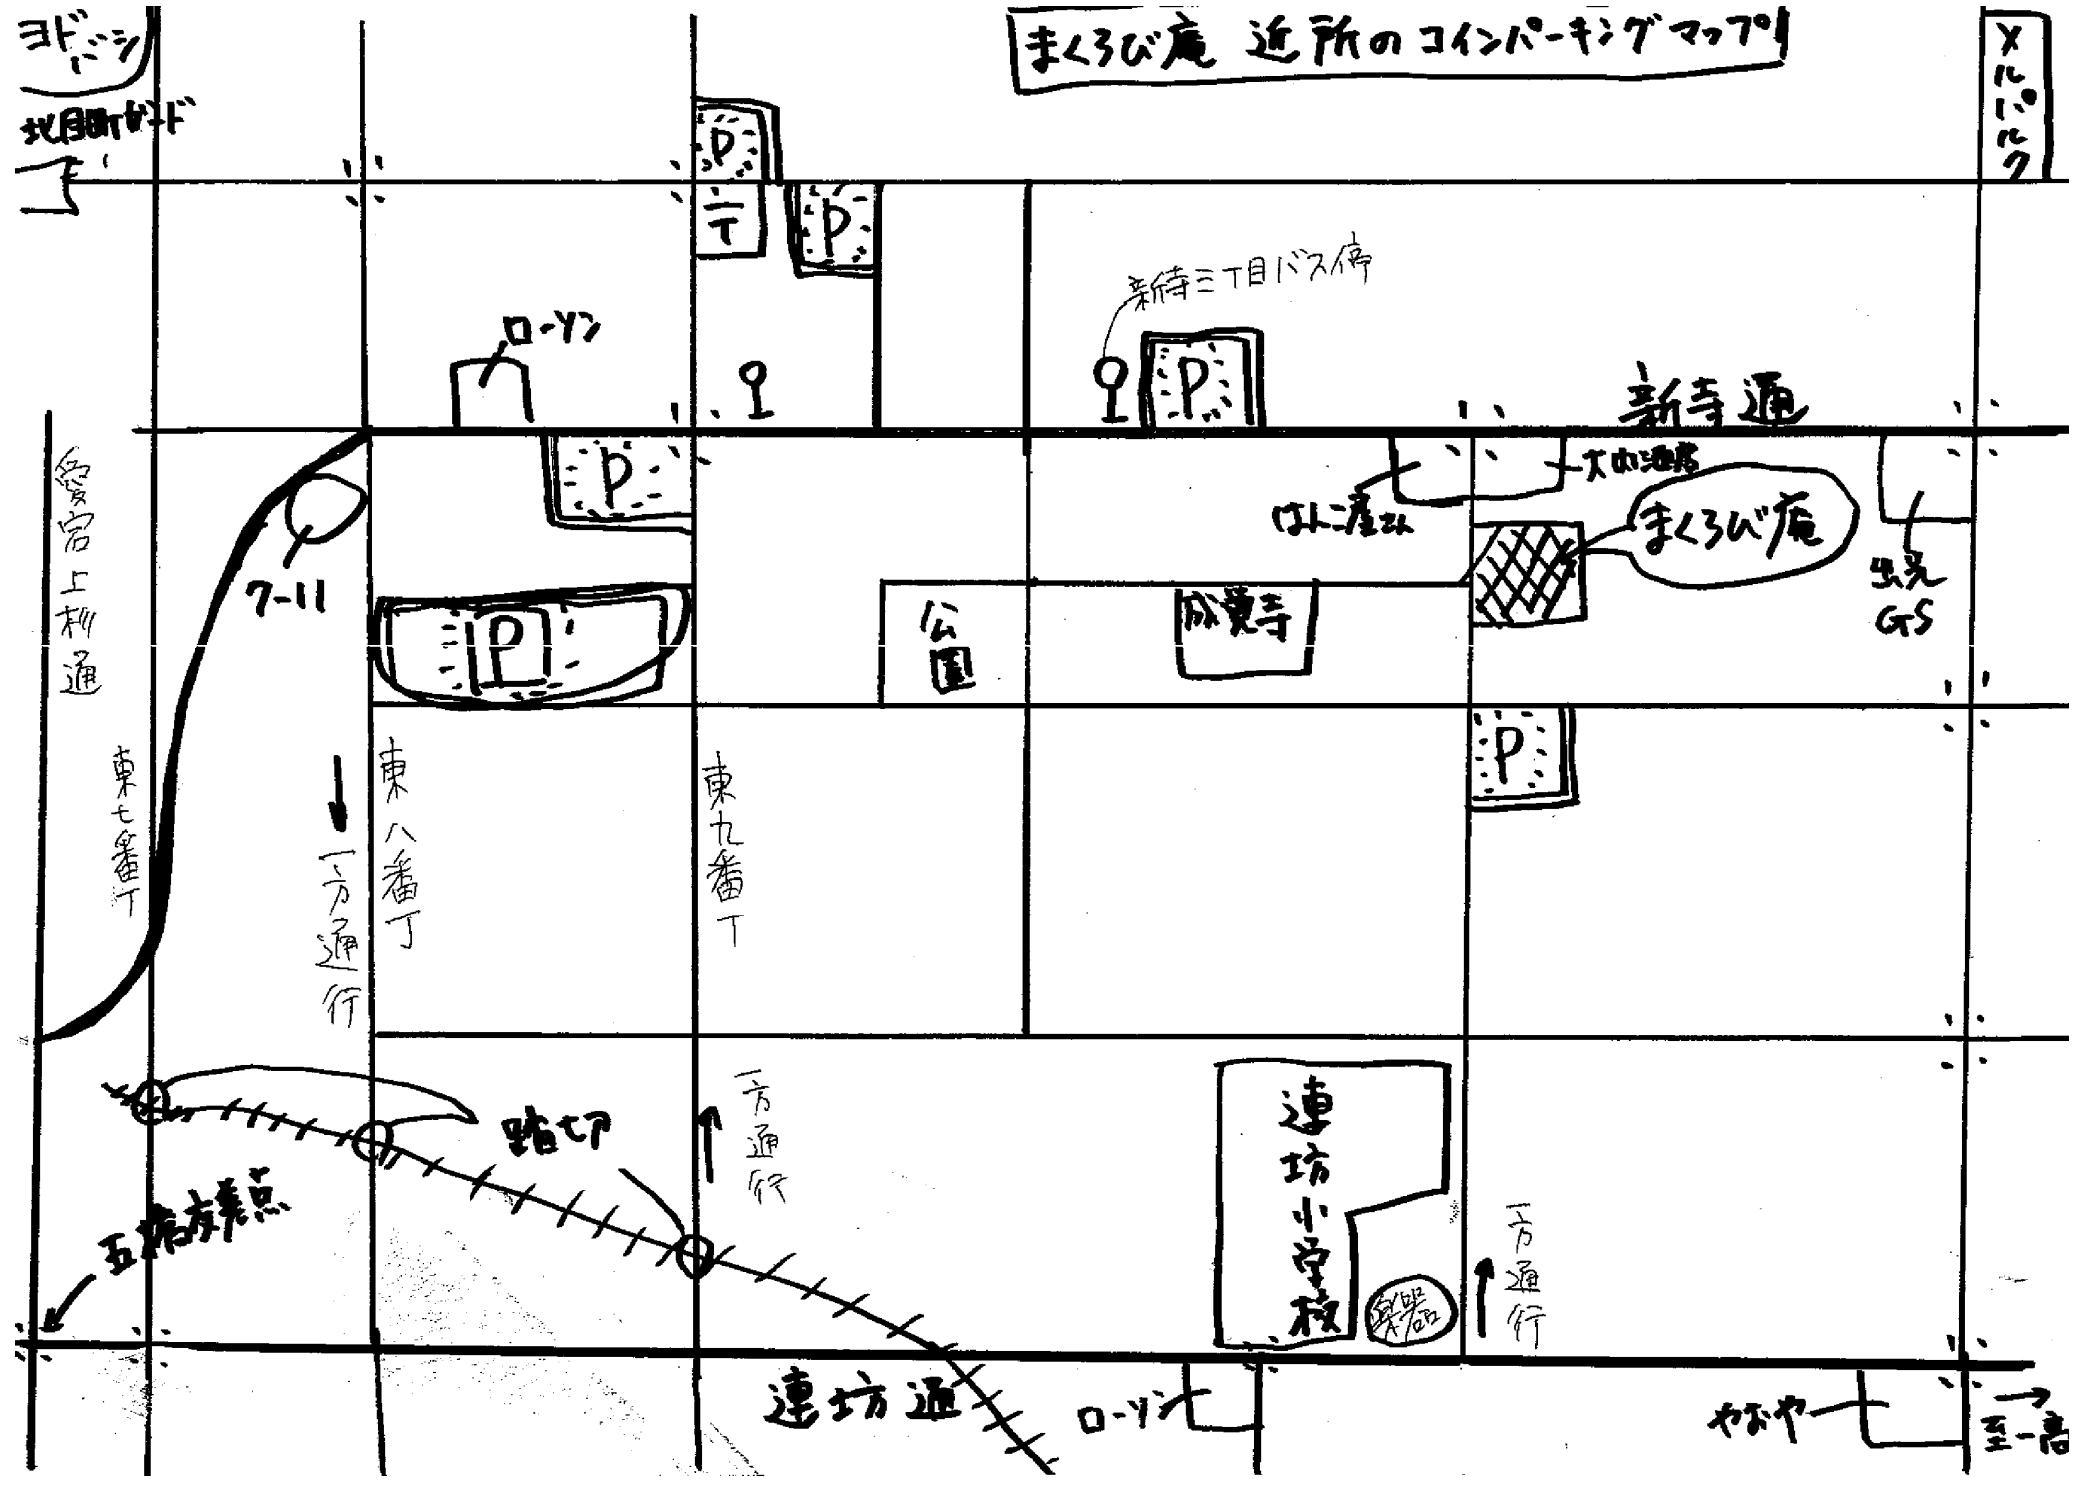 まくろび庵 近所のコインパーキングマップ
ヨドバシ
北目町ガード
メルパルク
P
〒
P
新寺三丁目バス停
ローソン
P
新寺通
P
はんこ屋さん
まくろび庵
出光
GS
7-11
愛宕上杉通
P
公園
成覚寺
P
東七番丁
一方通行
東八番丁
東九番丁
踏切
一方通行
連坊小学校
楽器
一方通行
五橋交差点
連坊通
ローソン
やおや
至一高